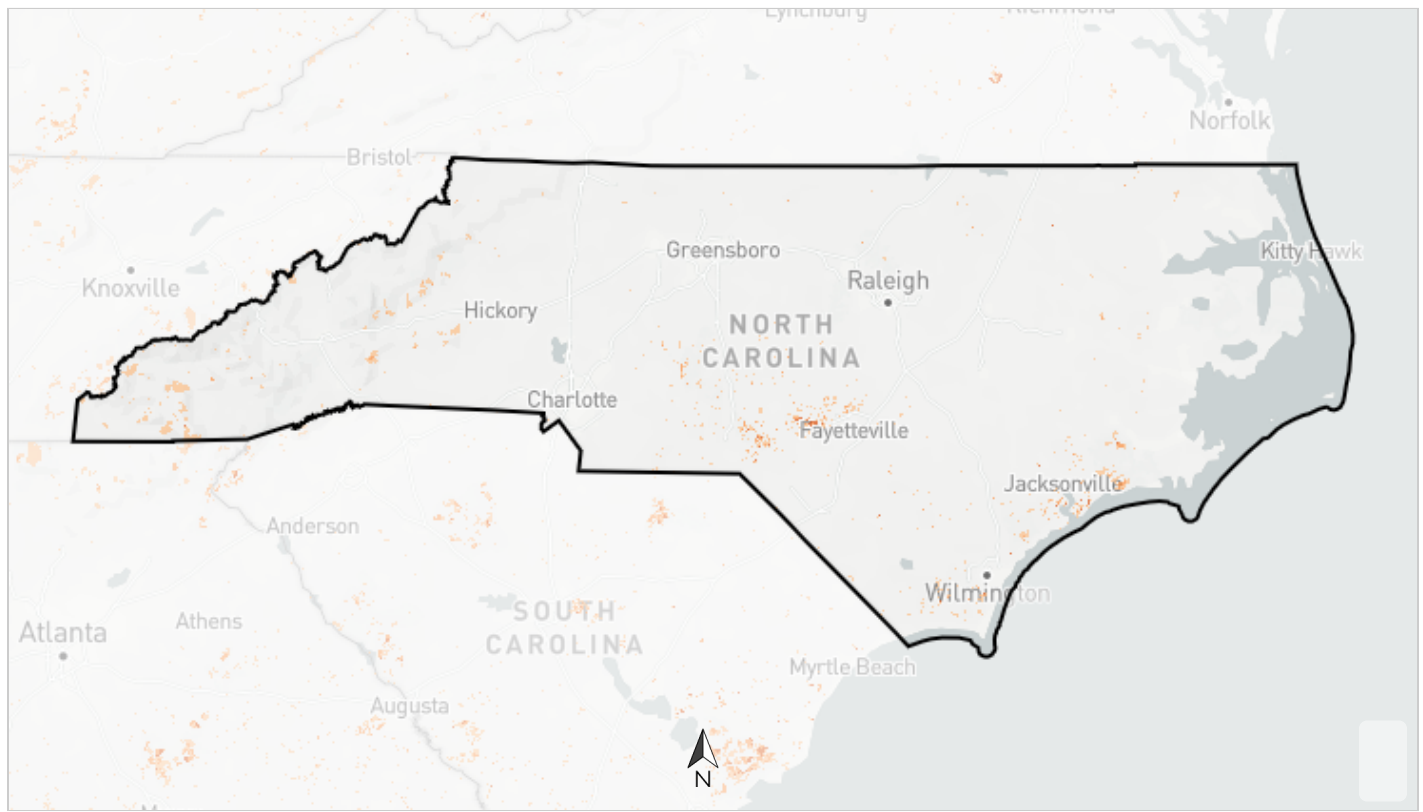 Lynchburg
Richmond
Norfolk
Bristol
Greensboro
Kitty Hawk
Knoxville
Raleigh
Hickory
NORTH
CAROLINA
Charlotte
Fayetteville
Jacksonville
Anderson
Wilmington
SOUTH
CAROLINA
Athens
Atlanta
Myrtle Beach
Augusta
N